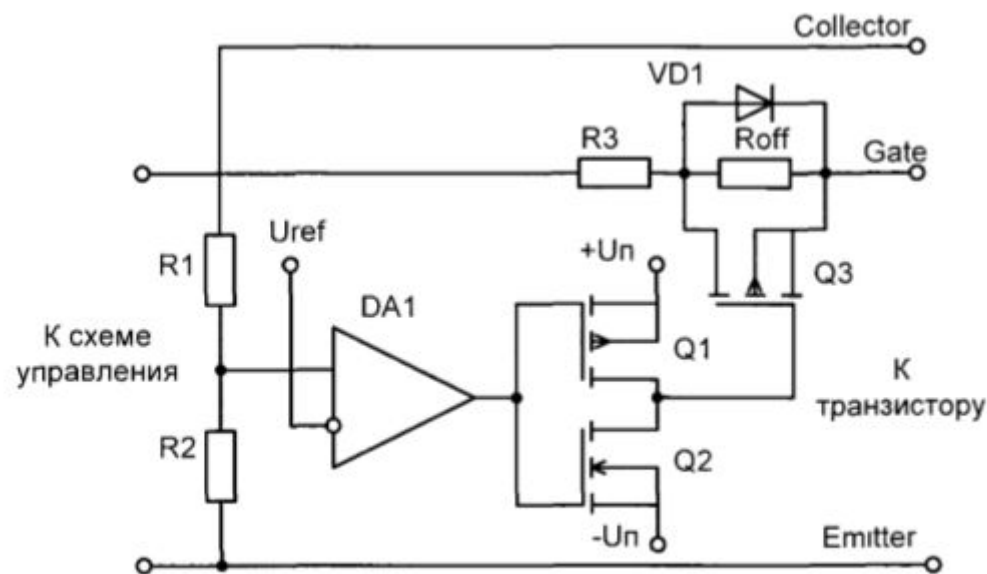 Collector
VD1
R3
Roff
Gate
Uref
+Uп
R1
DA1
Q3
К схеме
управления
Q1
К
транзистору
R2
Q2
-Uп
Emitter